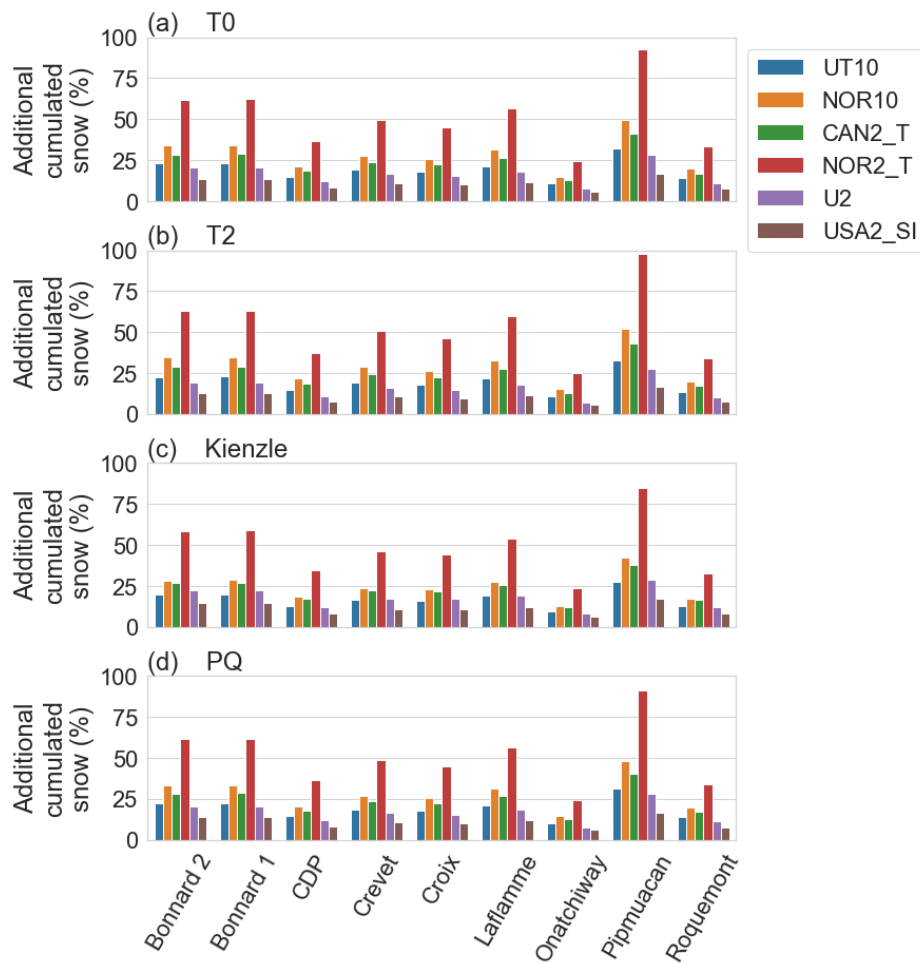 (a) T0
Additional
cumulated
snow (%)
100
75
50
25
0
UT10
NOR10
CAN2_T
NOR2_T
U2
USA2_SI
(b) T2
Additional
cumulated
snow (%)
100
75
50
25
0
(c) Kienzle
Additional
cumulated
snow (%)
100
75
50
25
0
(d) PQ
Additional
cumulated
snow (%)
100
75
50
25
0
Bonnard 2
Bonnard 1
CDP
Crevet
Croix
Laflamme
Onatchiway
Pipmuacan
Roquemont